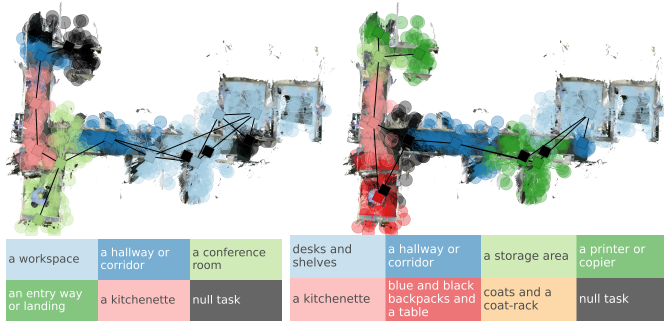 a workspace
a hallway or
corridor
a conference
room
an entry way
or landing
a kitchenette
null task
desks and
shelves
a hallway or
corridor
a storage area
a printer or
copier
a kitchenette
blue and black
backpacks and
a table
coats and a
coat-rack
null task